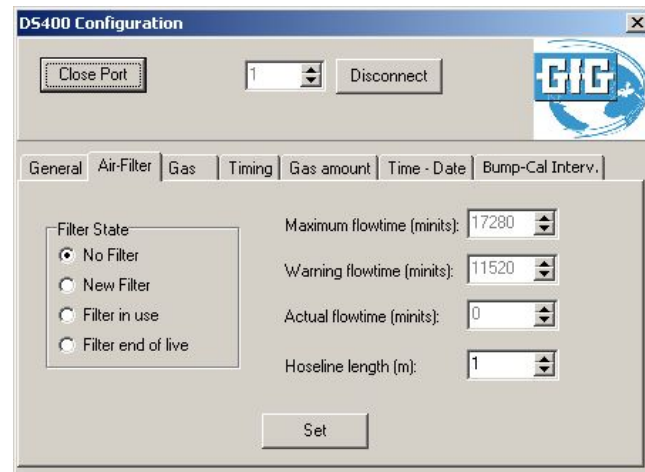 DS400 Configuration
Close Port
1
Disconnect
GfG
General
Air-Filter
Gas
Timing
Gas amount
Time - Date
Bump-Cal Interv.
Filter State
No Filter
New Filter
Filter in use
Filter end of live
Maximum flowtime (minits): 17280
Warning flowtime (minits): 11520
Actual flowtime (minits): 0
Hoseline length (m): 1
Set